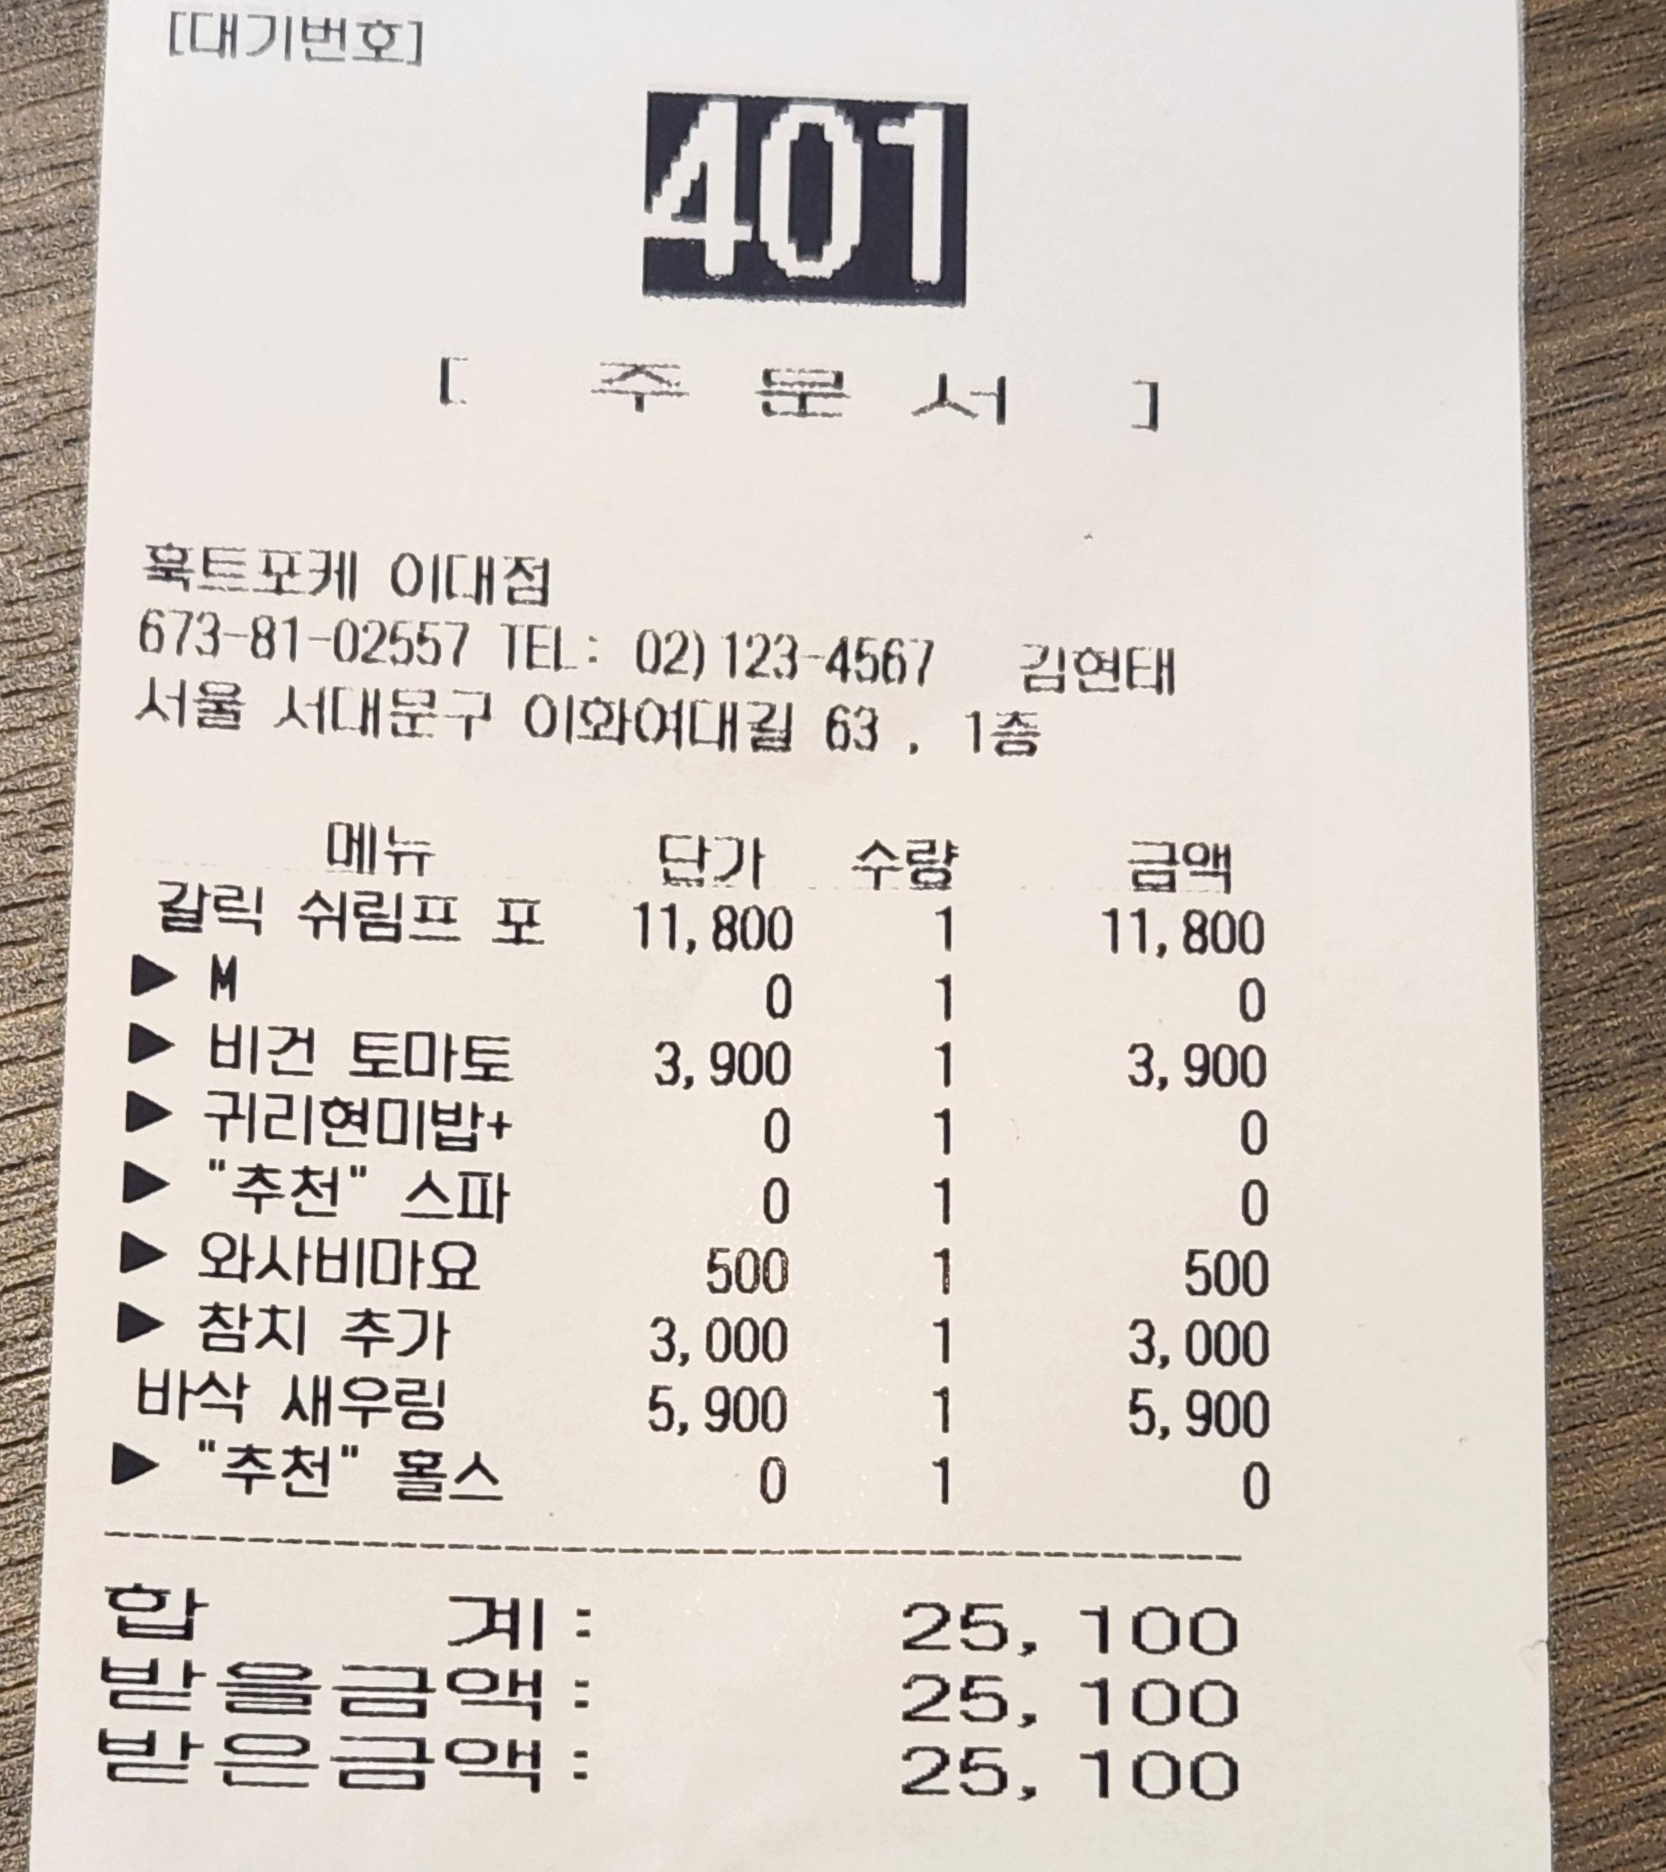 [대기번호]
401
[ 주 문 서 ]
훅트포케 이대점
673-81-02557 TEL: 02)123-4567 김현태
서울 서대문구 이화여대길 63 , 1층
메뉴 단가 수량 금액
갈릭 쉬림프 포 11,800 1 11,800
▶ M 0 1 0
▶ 비건 토마토 3,900 1 3,900
▶ 귀리현미밥+ 0 1 0
▶ "추천" 스파 0 1 0
▶ 와사비마요 500 1 500
▶ 참치 추가 3,000 1 3,000
바삭 새우링 5,900 1 5,900
▶ "추천" 홀스 0 1 0
합 계: 25,100
받을금액: 25,100
받은금액: 25,100